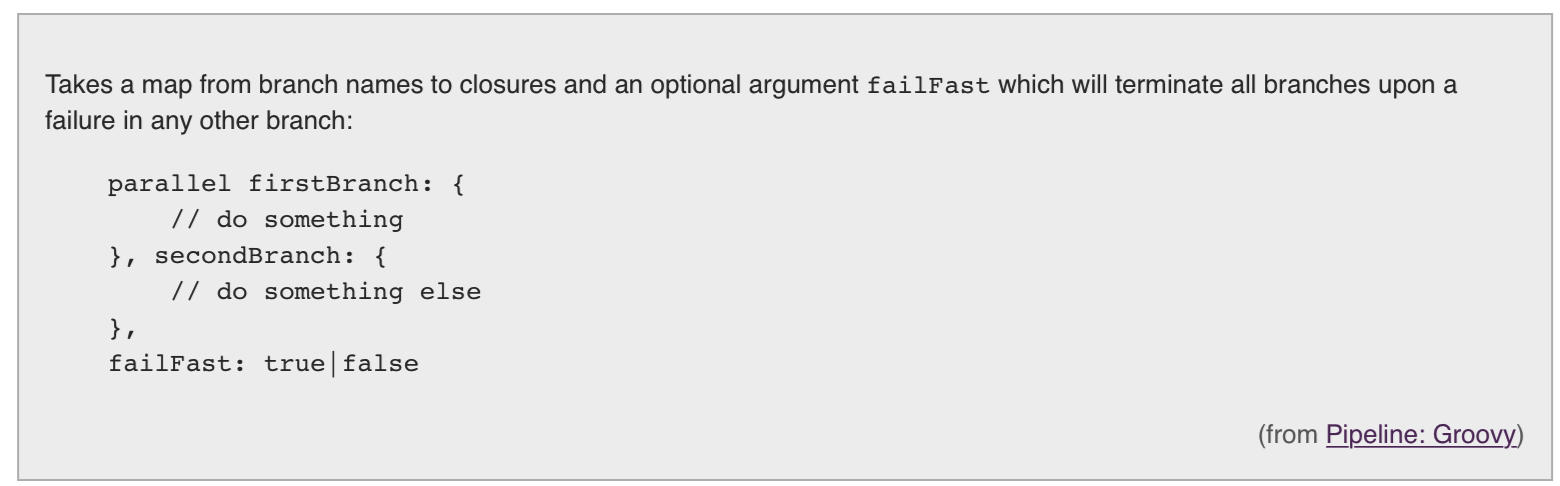 Takes a map from branch names to closures and an optional argument failFast which will terminate all branches upon a
failure in any other branch:
parallel firstBranch: {
    // do something
}, secondBranch: {
    // do something else
},
failFast: true|false
(from Pipeline: Groovy)